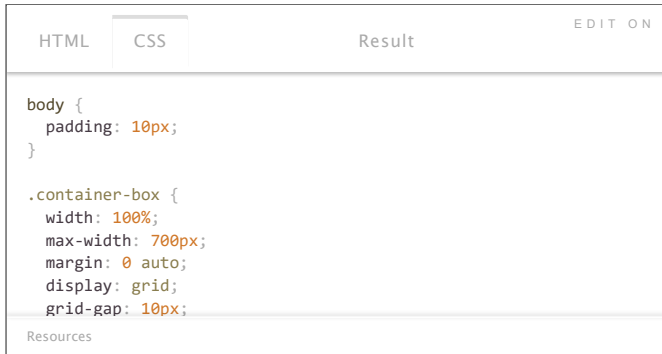 HTML CSS Result EDIT ON
body {
  padding: 10px;
}

.container-box {
  width: 100%;
  max-width: 700px;
  margin: 0 auto;
  display: grid;
  grid-gap: 10px;
Resources